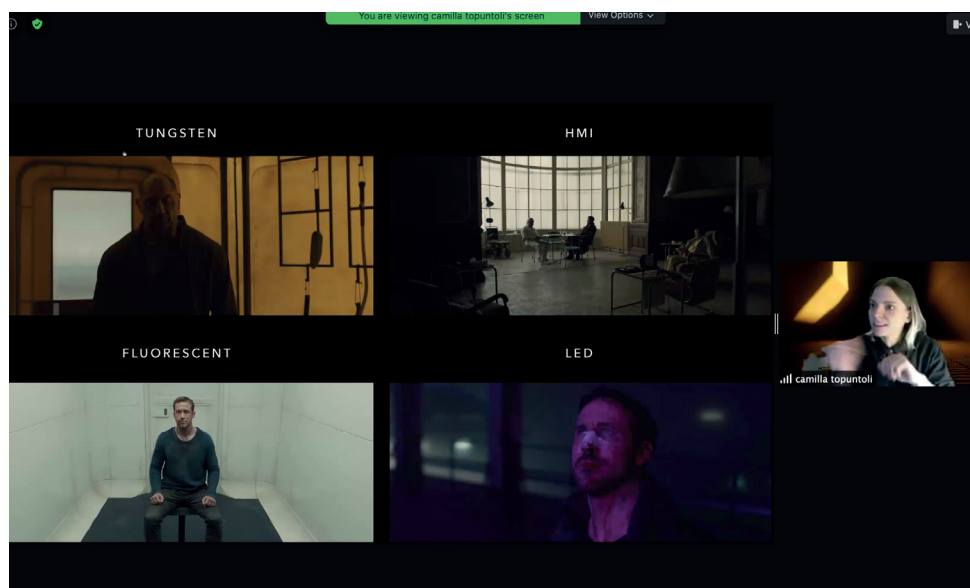 You are viewing camilla topuntoli's screen
View Options
TUNGSTEN
HMI
FLUORESCENT
LED
camilla topuntoli